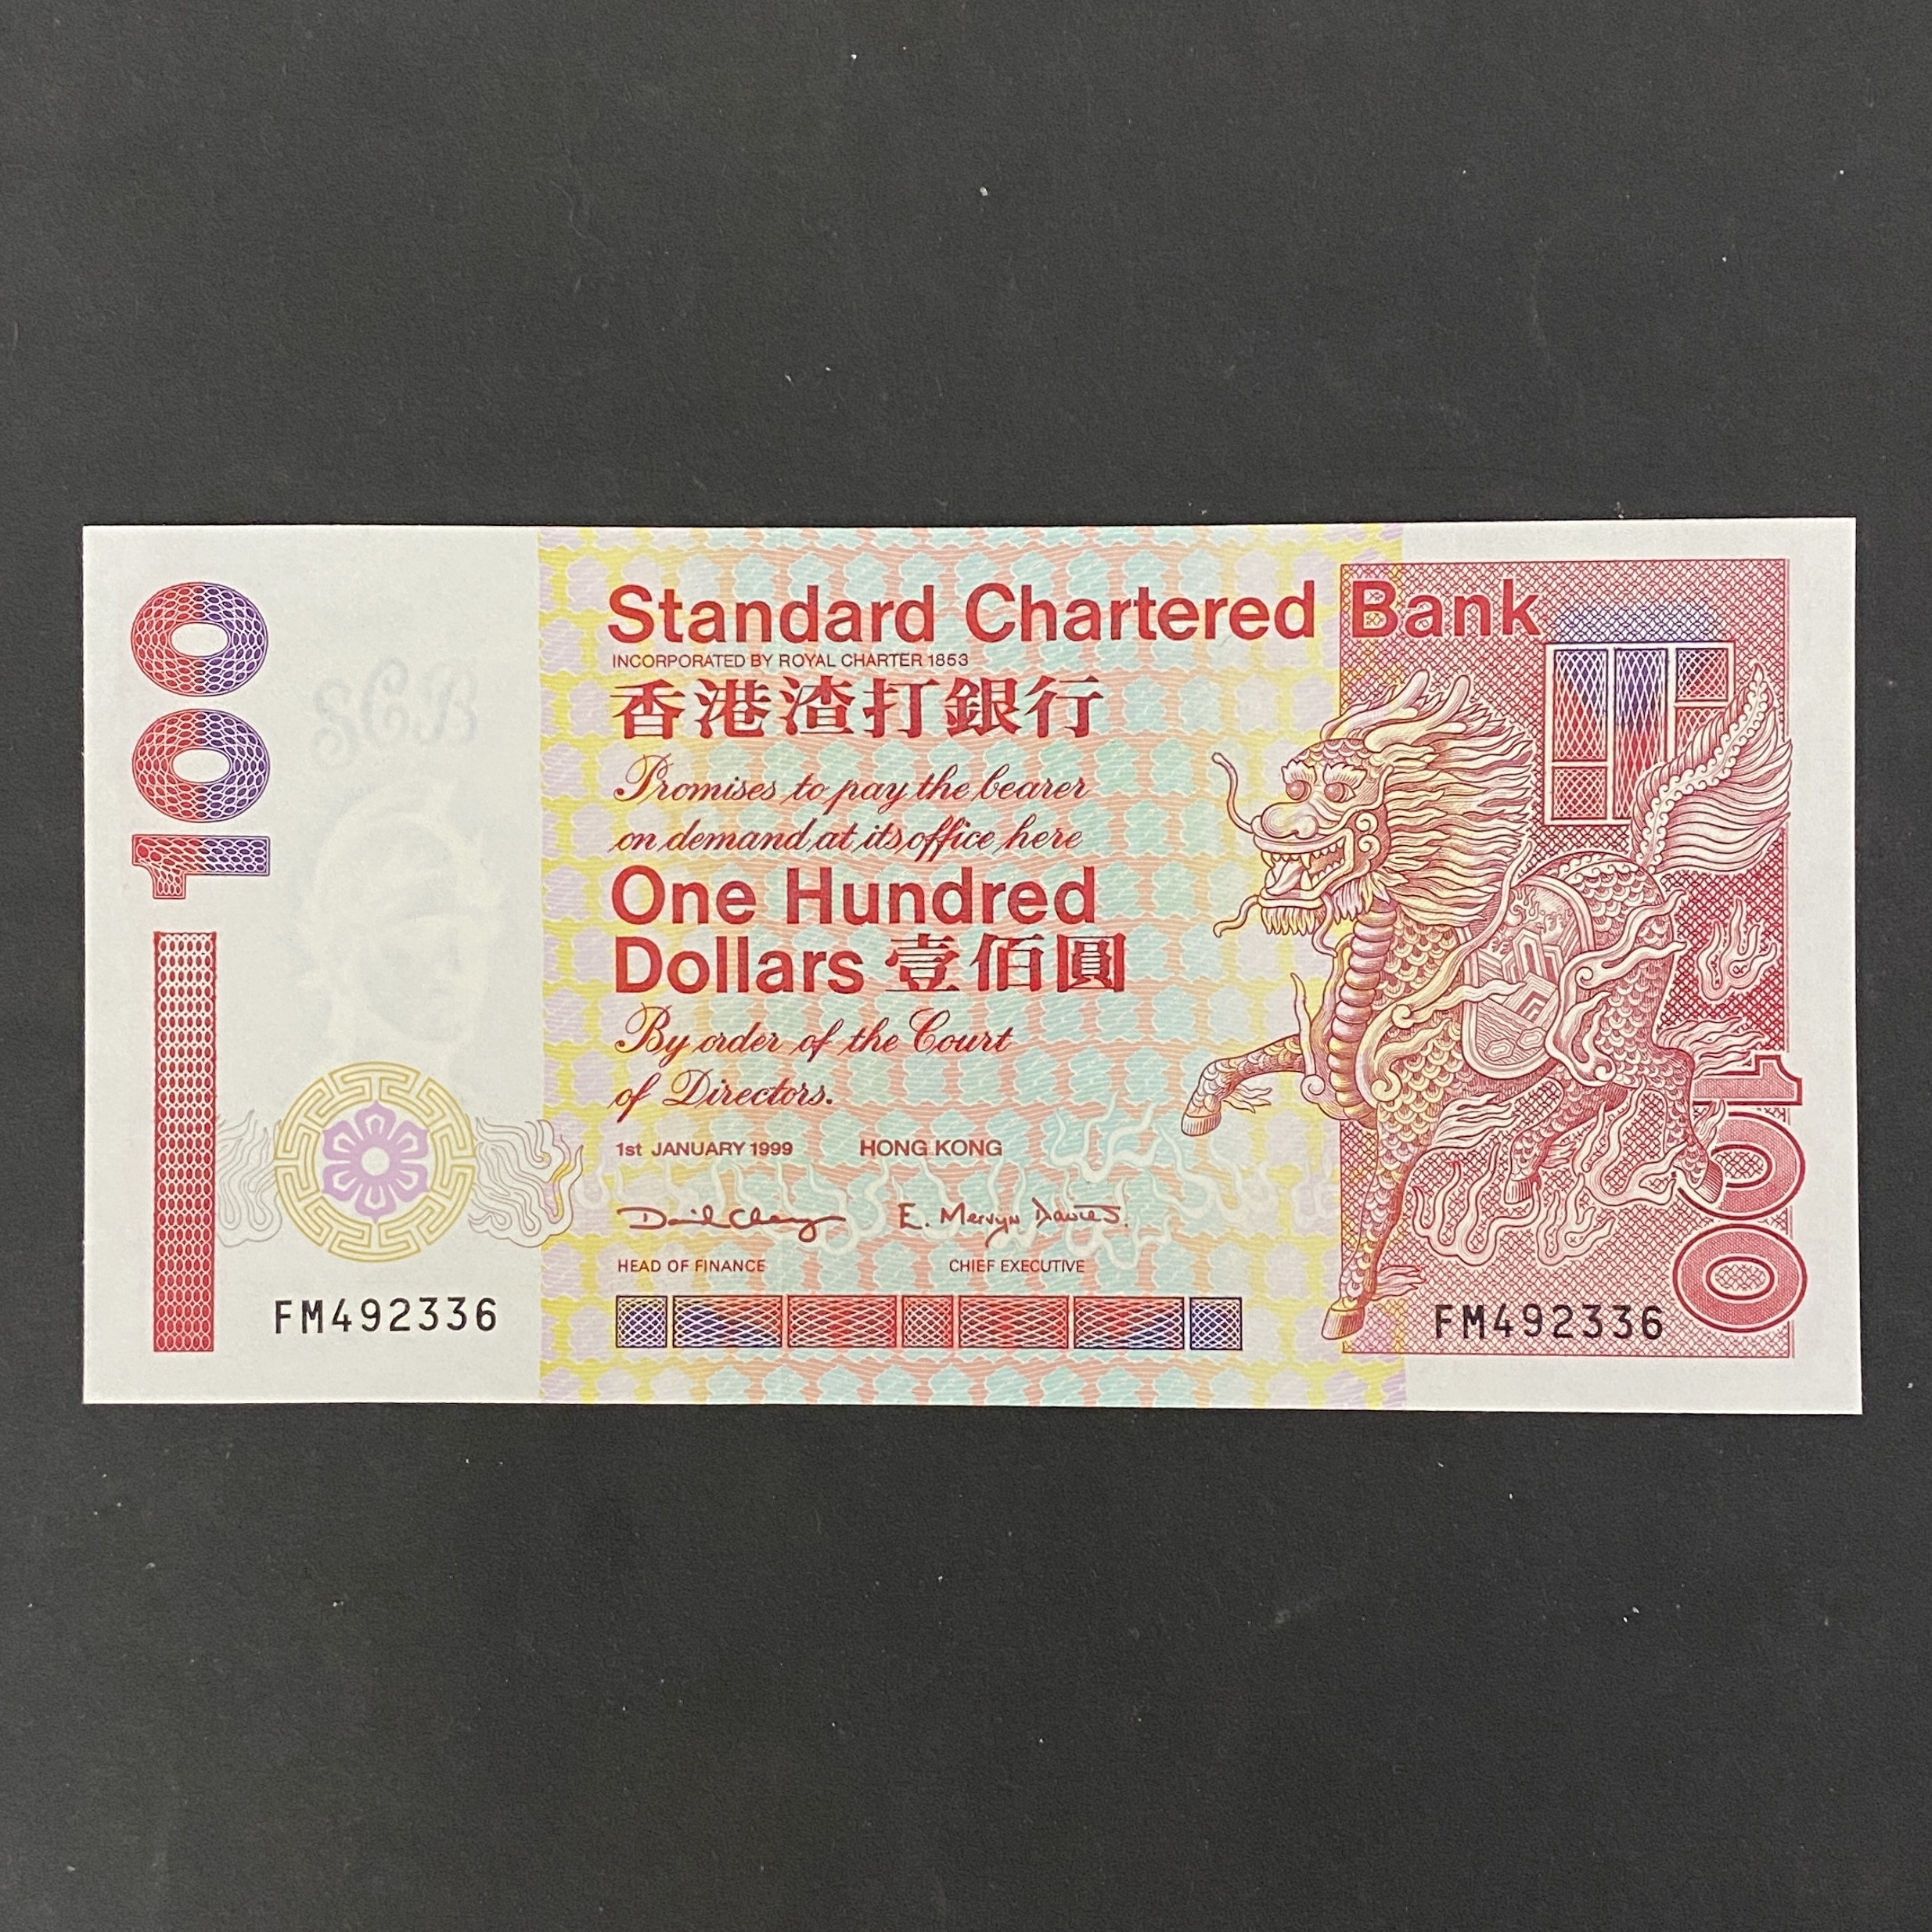 100
SCB
Standard Chartered Bank
INCORPORATED BY ROYAL CHARTER 1853
香港渣打銀行
Promises to pay the bearer
on demand at its office here
One Hundred
Dollars 壹佰圓
By order of the Court
of Directors.
1st JANUARY 1999 HONG KONG
E. Mervyn Davies.
HEAD OF FINANCE CHIEF EXECUTIVE
FM492336
FM492336
100